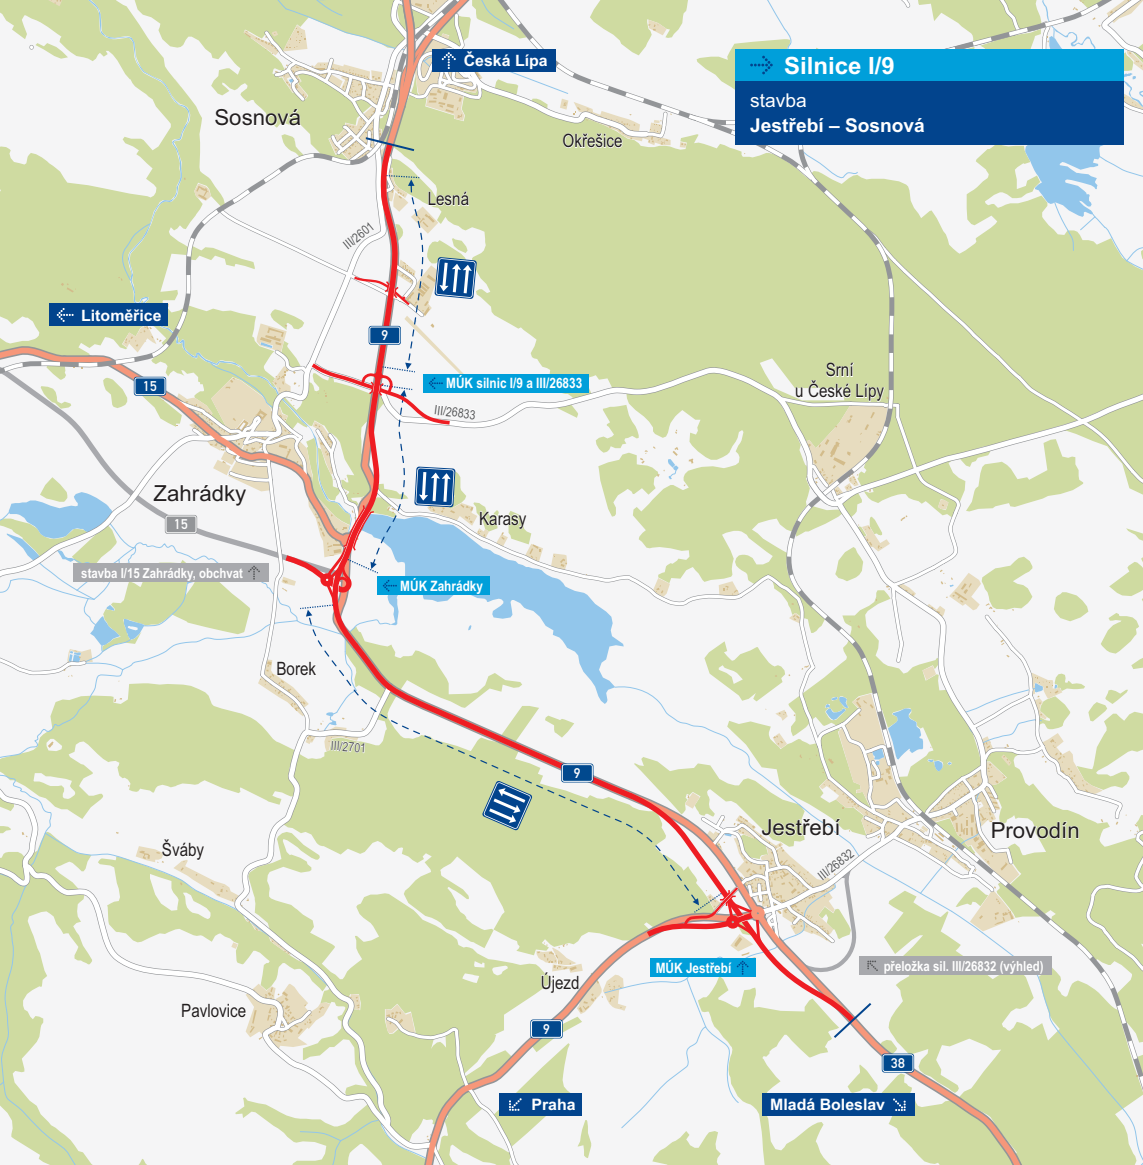 Česká Lípa
Silnice I/9
stavba
Jestřebí – Sosnová
Sosnová
Okřešice
Lesná
III/2601
Litoměřice
9
15
MÚK silnic I/9 a III/26833
III/26833
Srní
u České Lípy
Zahrádky
15
Karasy
stavba I/15 Zahrádky, obchvat
MÚK Zahrádky
Borek
III/2701
9
Jestřebí
Provodín
Šváby
III/26832
MÚK Jestřebí
přeložka sil. III/26832 (výhled)
Újezd
Pavlovice
9
38
Praha
Mladá Boleslav